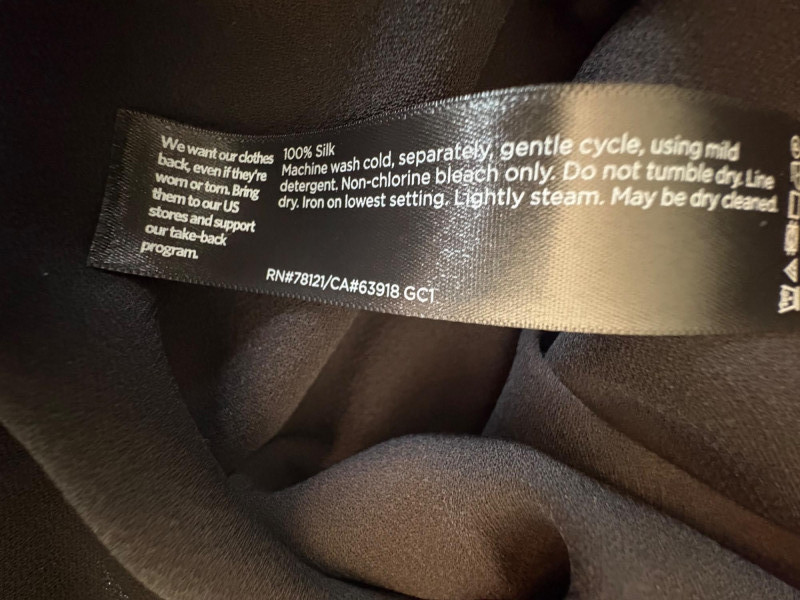 We want our clothes
back, even if they're
worn or torn. Bring
them to our US
stores and support
our take-back
program.
100% Silk
Machine wash cold, separately, gentle cycle, using mild
detergent. Non-chlorine bleach only. Do not tumble dry. Line
dry. Iron on lowest setting. Lightly steam. May be dry cleaned.
RN#78121/CA#63918 GC1